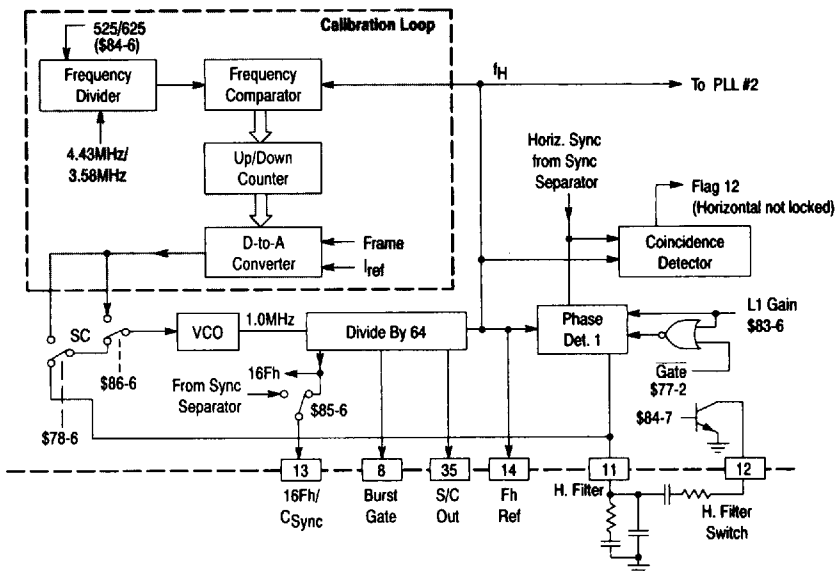 Calibration Loop
525/625
($84-6)
Frequency
Divider
4.43MHz/
3.58MHz
Frequency
Comparator
Up/Down
Counter
D-to-A
Converter
Frame
Iref
fH
To PLL #2
Horiz. Sync
from Sync
Separator
Flag 12
(Horizontal not locked)
Coincidence
Detector
SC
VCO
1.0MHz
Divide By 64
Phase
Det. 1
L1 Gain
$83-6
Gate
$77-2
$84-7
$86-6
$78-6
16Fh
From Sync
Separator
$85-6
13
16Fh/
CSync
8
Burst
Gate
35
S/C
Out
14
Fh
Ref
11
H. Filter
12
H. Filter
Switch